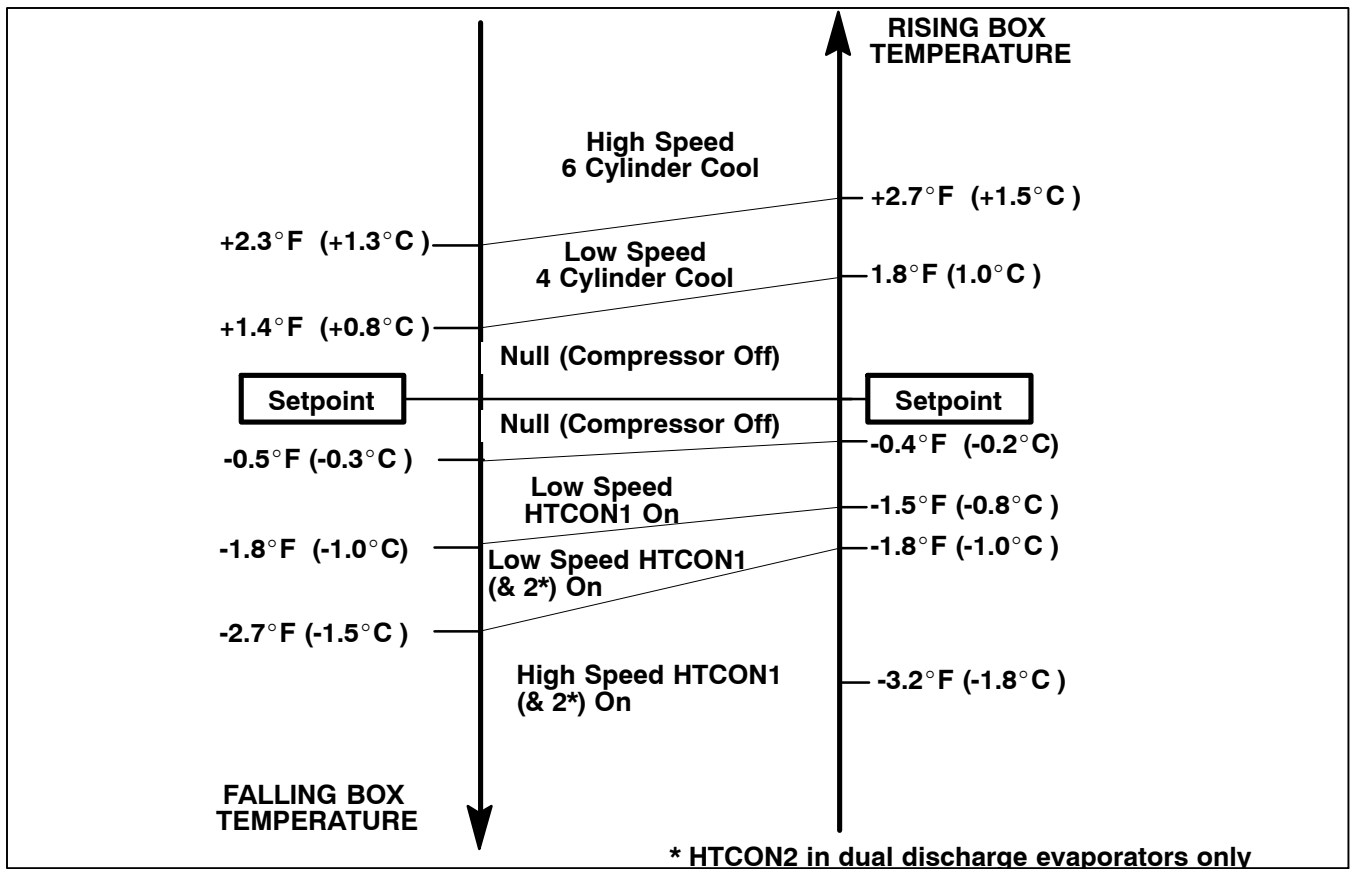 RISING BOX
TEMPERATURE
High Speed
6 Cylinder Cool
+2.7°F (+1.5°C )
+2.3°F (+1.3°C )
Low Speed
4 Cylinder Cool
1.8°F (1.0°C )
+1.4°F (+0.8°C )
Null (Compressor Off)
Setpoint
Setpoint
Null (Compressor Off)
-0.4°F (-0.2°C)
-0.5°F (-0.3°C )
Low Speed
HTCON1 On
-1.5°F (-0.8°C )
-1.8°F (-1.0°C)
-1.8°F (-1.0°C )
Low Speed HTCON1
(& 2*) On
-2.7°F (-1.5°C )
High Speed HTCON1
(& 2*) On
-3.2°F (-1.8°C )
FALLING BOX
TEMPERATURE
* HTCON2 in dual discharge evaporators only